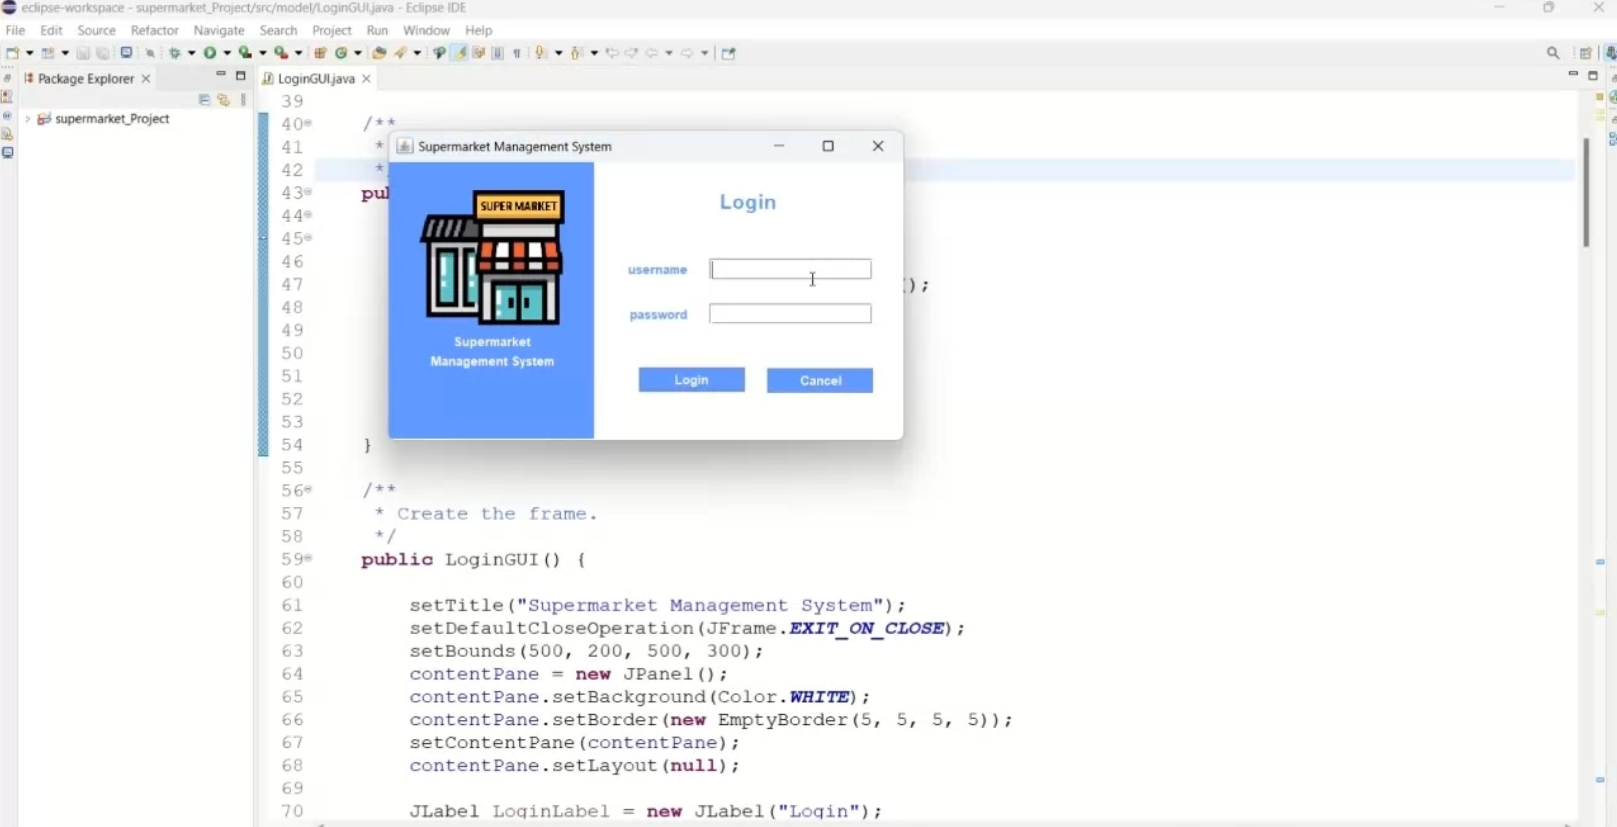 eclipse-workspace - supermarket_Project/src/model/LoginGUI.java - Eclipse IDE
File Edit Source Refactor Navigate Search Project Run Window Help
Package Explorer
LoginGUI.java
supermarket_Project
39
40 /**
41 *
42 *
43 pul
44
45
46
47 );
48
49
50
51
52
53
54 }
55
56 /**
57 * Create the frame.
58 */
59 public LoginGUI() {
60
61 setTitle("Supermarket Management System");
62 setDefaultCloseOperation(JFrame.EXIT_ON_CLOSE);
63 setBounds(500, 200, 500, 300);
64 contentPane = new JPanel();
65 contentPane.setBackground(Color.WHITE);
66 contentPane.setBorder(new EmptyBorder(5, 5, 5, 5));
67 setContentPane(contentPane);
68 contentPane.setLayout(null);
69
70 JLabel LoginLabel = new JLabel("Login");
Supermarket Management System
SUPER MARKET
Supermarket
Management System
Login
username
password
Login Cancel